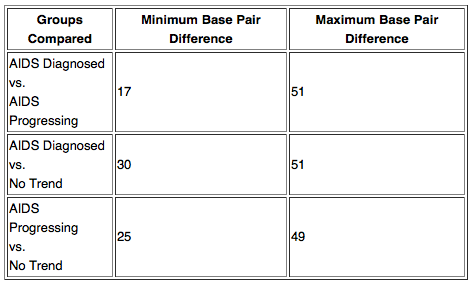 Groups
Compared
Minimum Base Pair
Difference
Maximum Base Pair
Difference
AIDS Diagnosed
vs.
AIDS
Progressing
17
51
AIDS Diagnosed
vs.
No Trend
30
51
AIDS
Progressing
vs.
No Trend
25
49